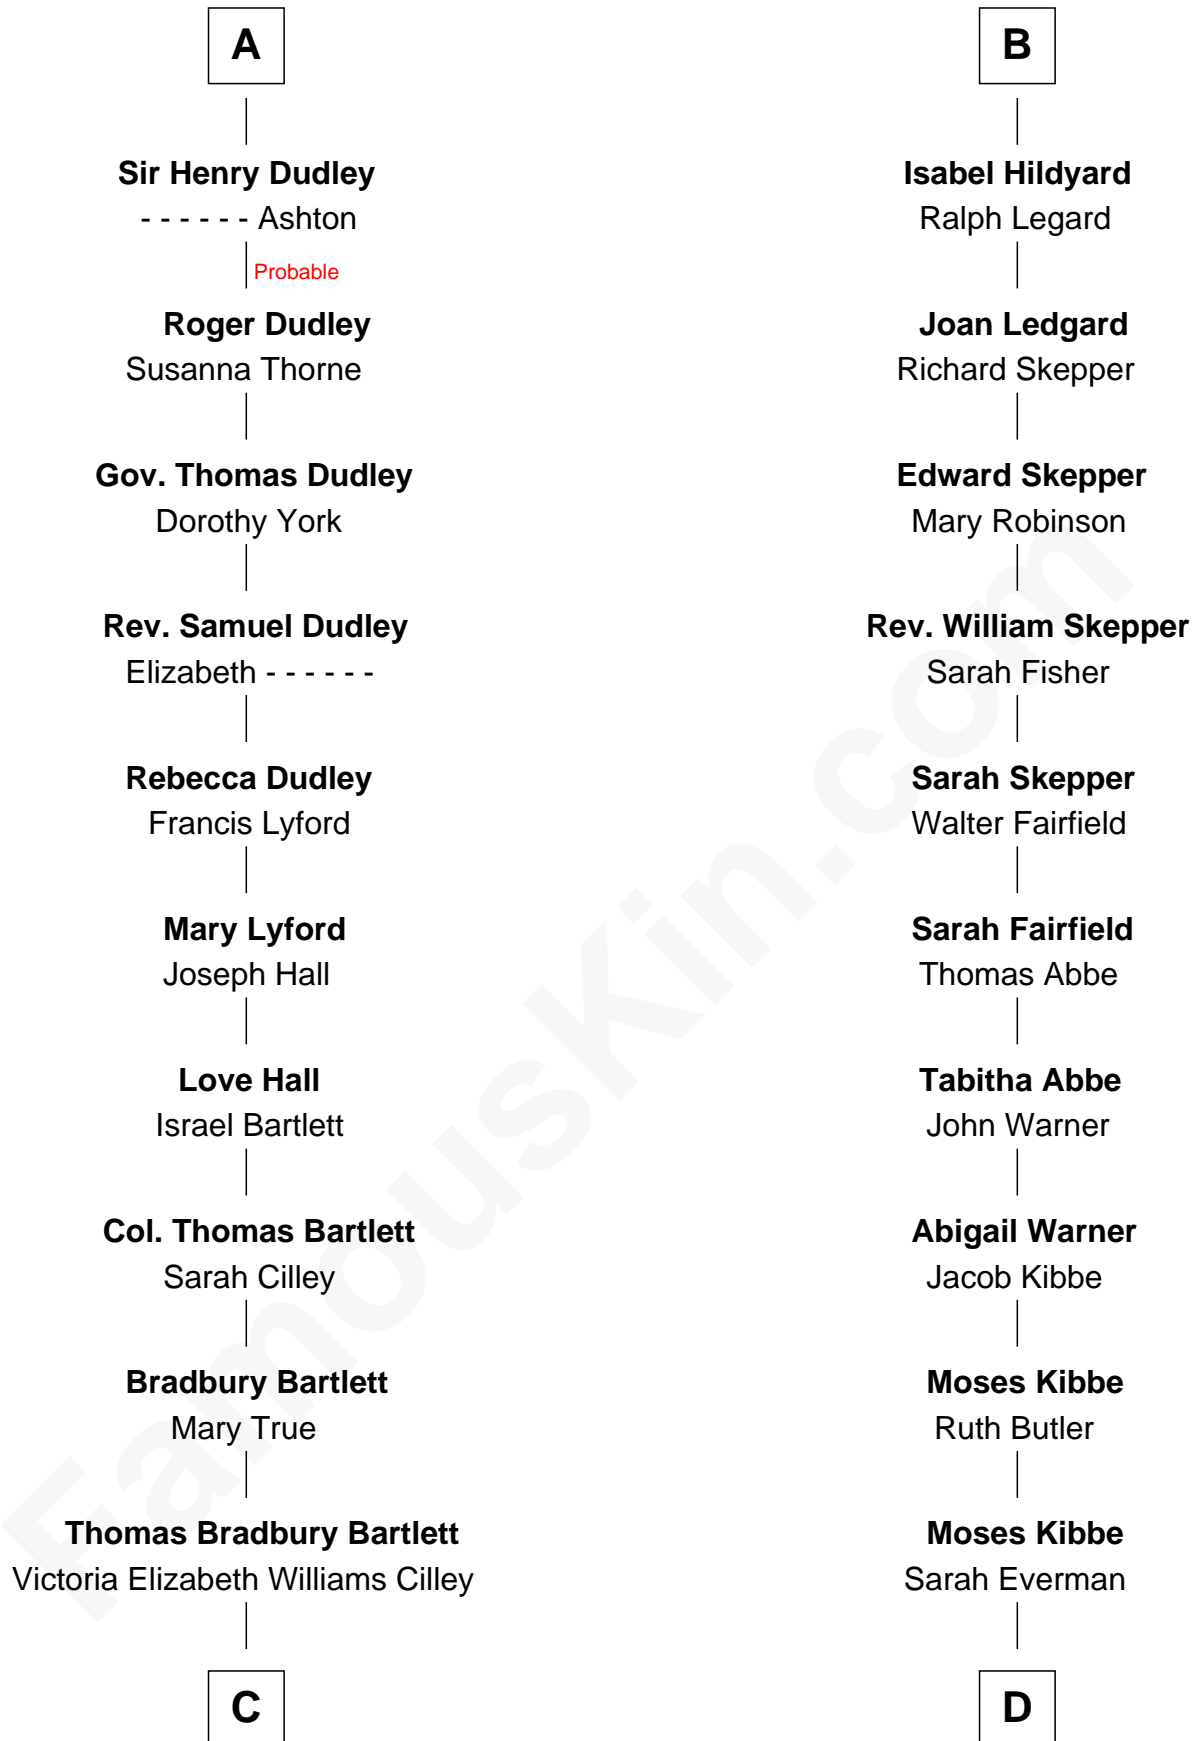 A
Sir Henry Dudley
- - - - - - Ashton
Probable
Roger Dudley
Susanna Thorne
Gov. Thomas Dudley
Dorothy York
Rev. Samuel Dudley
Elizabeth - - - - - -
Rebecca Dudley
Francis Lyford
Mary Lyford
Joseph Hall
Love Hall
Israel Bartlett
Col. Thomas Bartlett
Sarah Cilley
Bradbury Bartlett
Mary True
Thomas Bradbury Bartlett
Victoria Elizabeth Williams Cilley
C
B
Isabel Hildyard
Ralph Legard
Joan Ledgard
Richard Skepper
Edward Skepper
Mary Robinson
Rev. William Skepper
Sarah Fisher
Sarah Skepper
Walter Fairfield
Sarah Fairfield
Thomas Abbe
Tabitha Abbe
John Warner
Abigail Warner
Jacob Kibbe
Moses Kibbe
Ruth Butler
Moses Kibbe
Sarah Everman
D
FamousKin.com